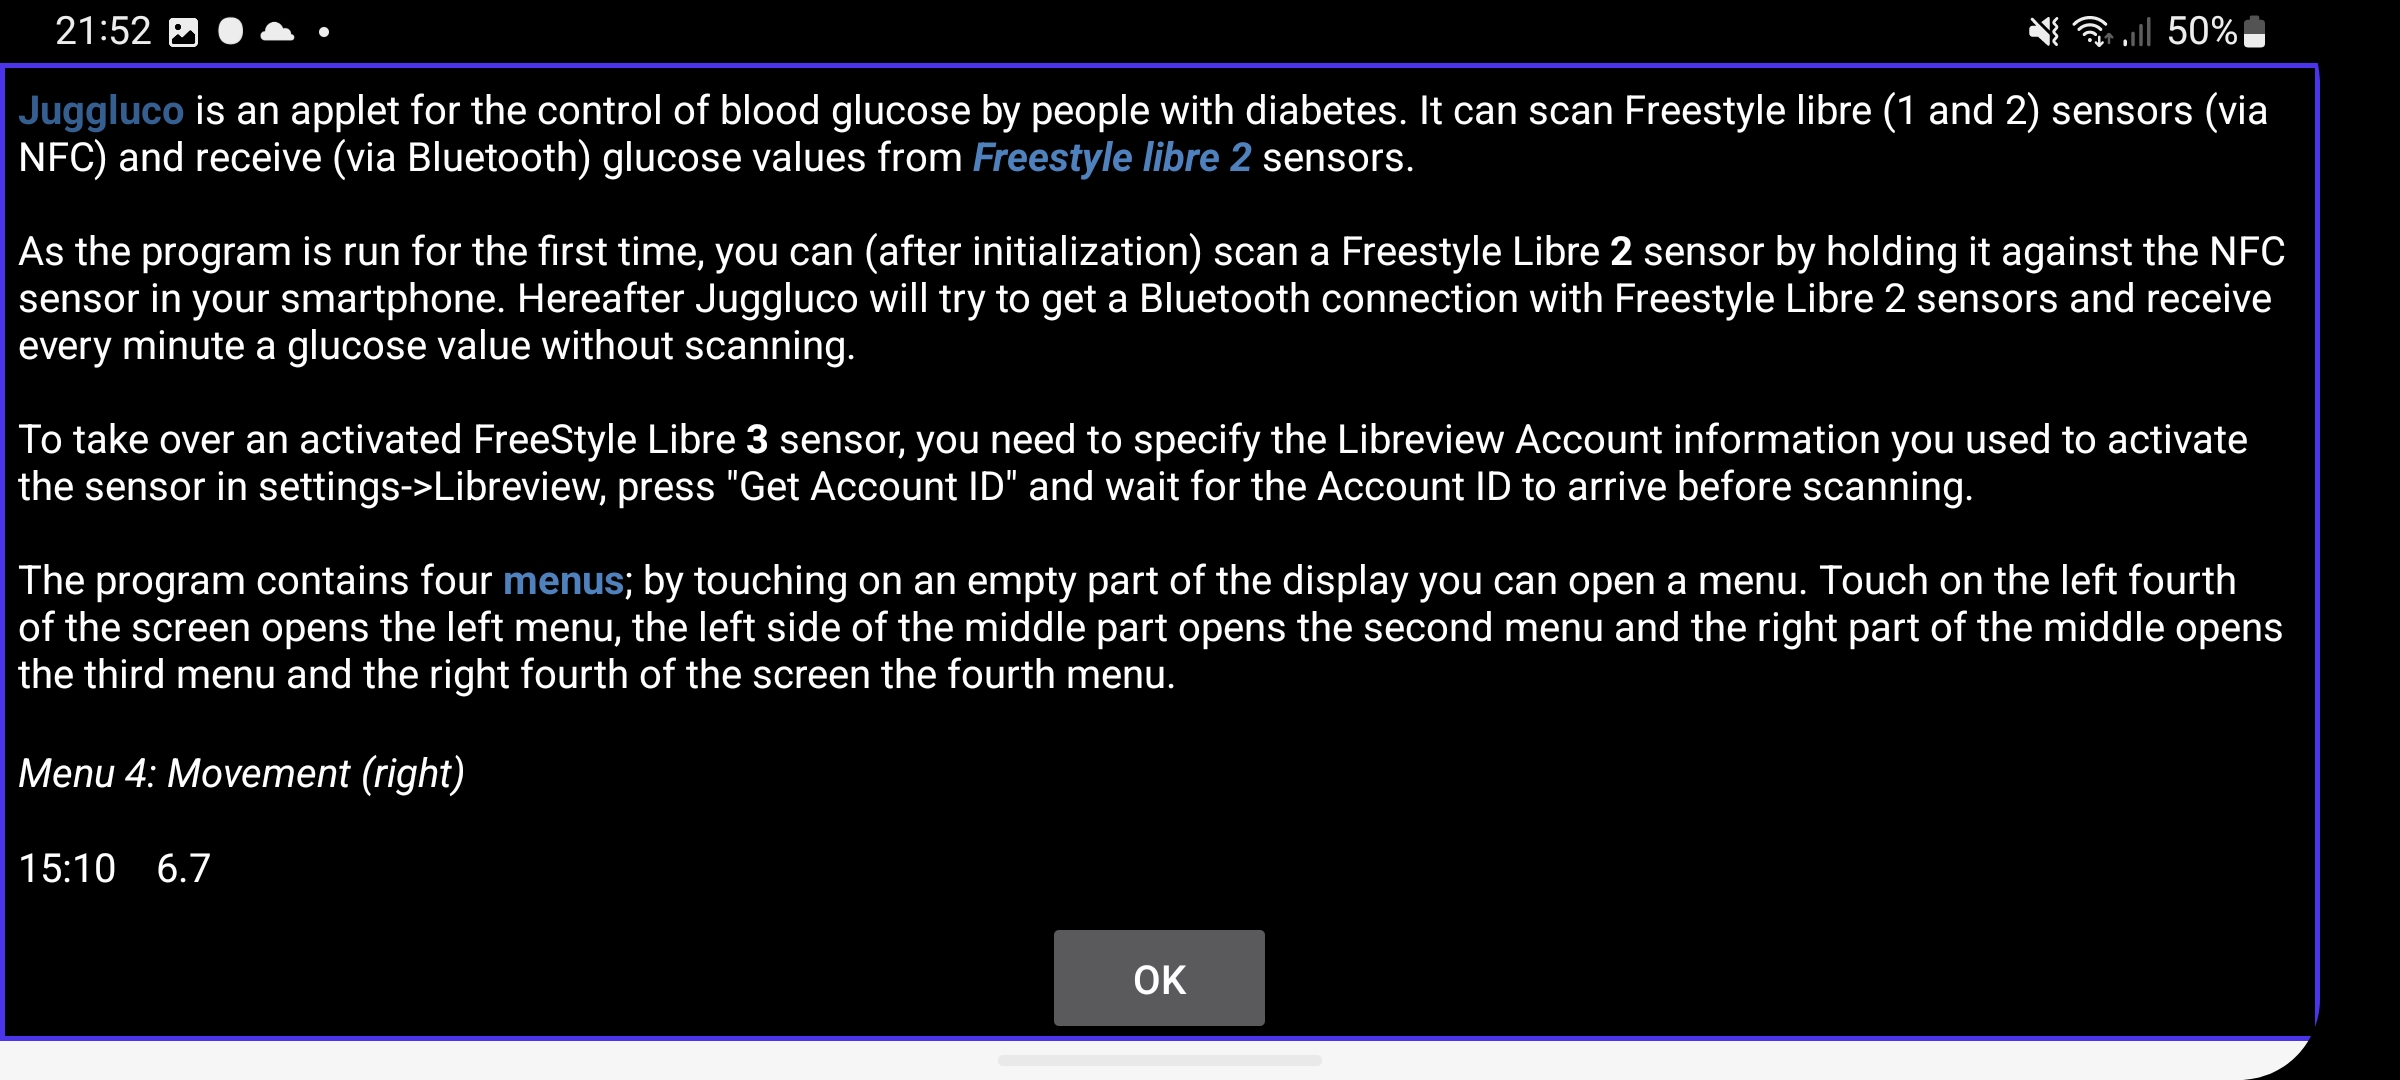 21:52 50%
Juggluco is an applet for the control of blood glucose by people with diabetes. It can scan Freestyle libre (1 and 2) sensors (via
NFC) and receive (via Bluetooth) glucose values from Freestyle libre 2 sensors.
As the program is run for the first time, you can (after initialization) scan a Freestyle Libre 2 sensor by holding it against the NFC
sensor in your smartphone. Hereafter Juggluco will try to get a Bluetooth connection with Freestyle Libre 2 sensors and receive
every minute a glucose value without scanning.
To take over an activated FreeStyle Libre 3 sensor, you need to specify the Libreview Account information you used to activate
the sensor in settings->Libreview, press "Get Account ID" and wait for the Account ID to arrive before scanning.
The program contains four menus; by touching on an empty part of the display you can open a menu. Touch on the left fourth
of the screen opens the left menu, the left side of the middle part opens the second menu and the right part of the middle opens
the third menu and the right fourth of the screen the fourth menu.
Menu 4: Movement (right)
15:10 6.7
OK